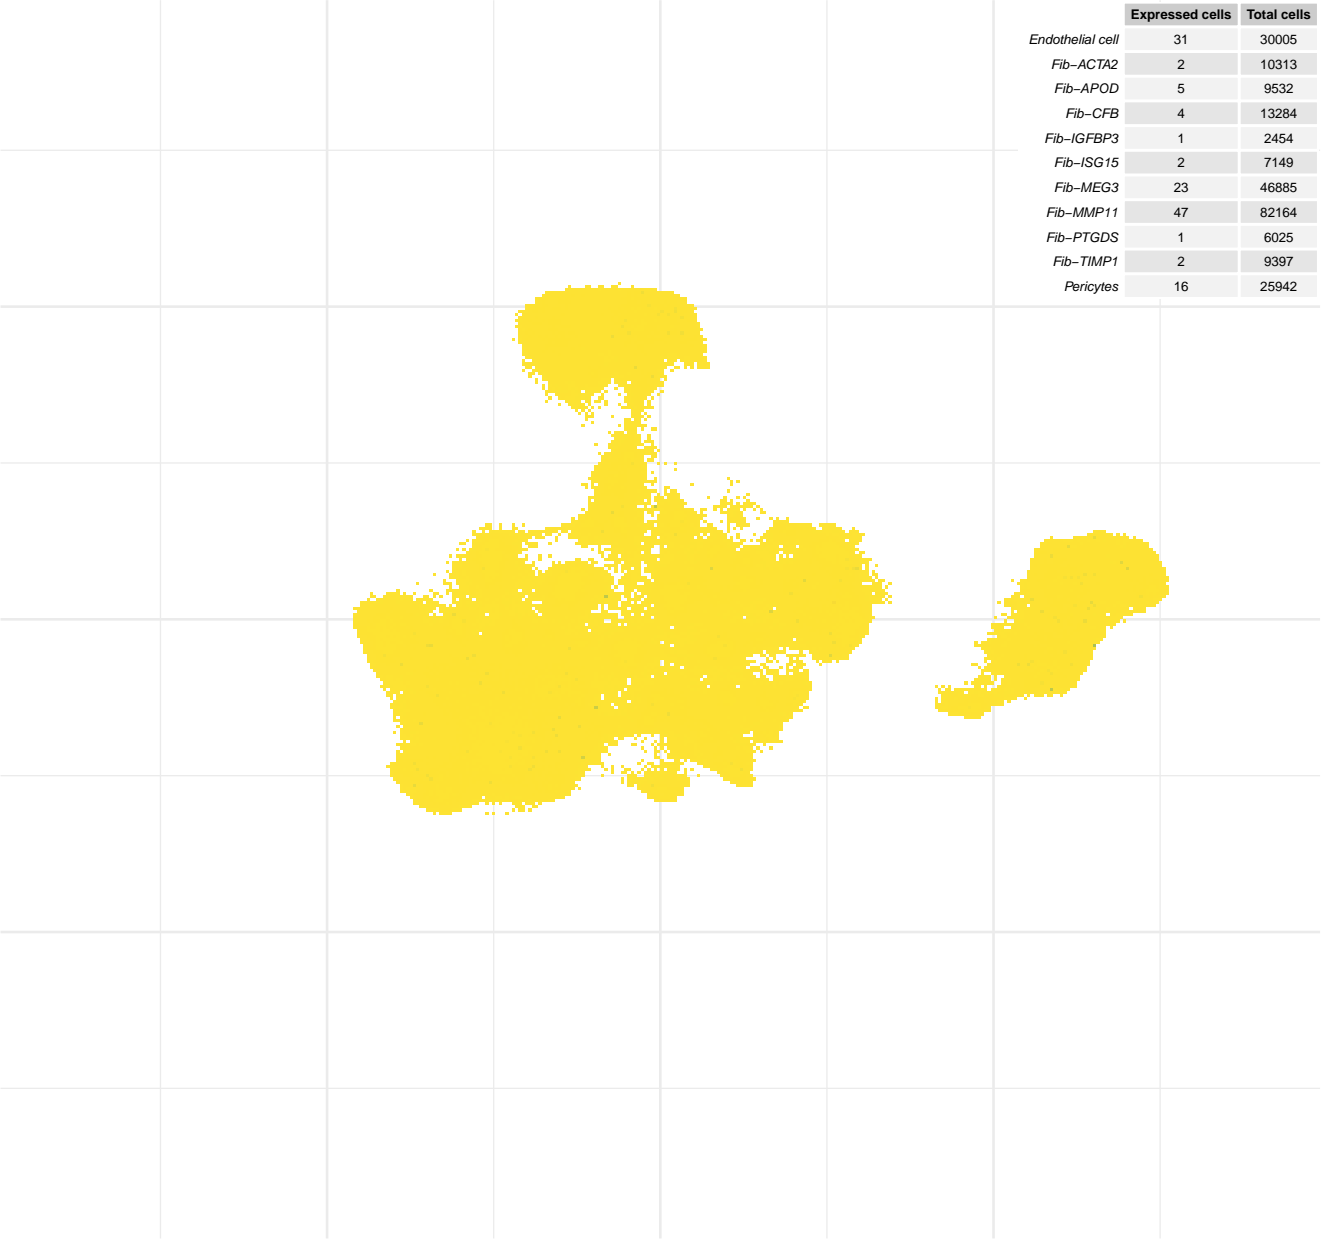 Expressed cells Total cells
Endothelial cell 31 30005
Fib−ACTA2 2 10313
Fib−APOD 5 9532
Fib−CFB 4 13284
Fib−IGFBP3 1 2454
Fib−ISG15 2 7149
Fib−MEG3 23 46885
Fib−MMP11 47 82164
Fib−PTGDS 1 6025
Fib−TIMP1 2 9397
Pericytes 16 25942